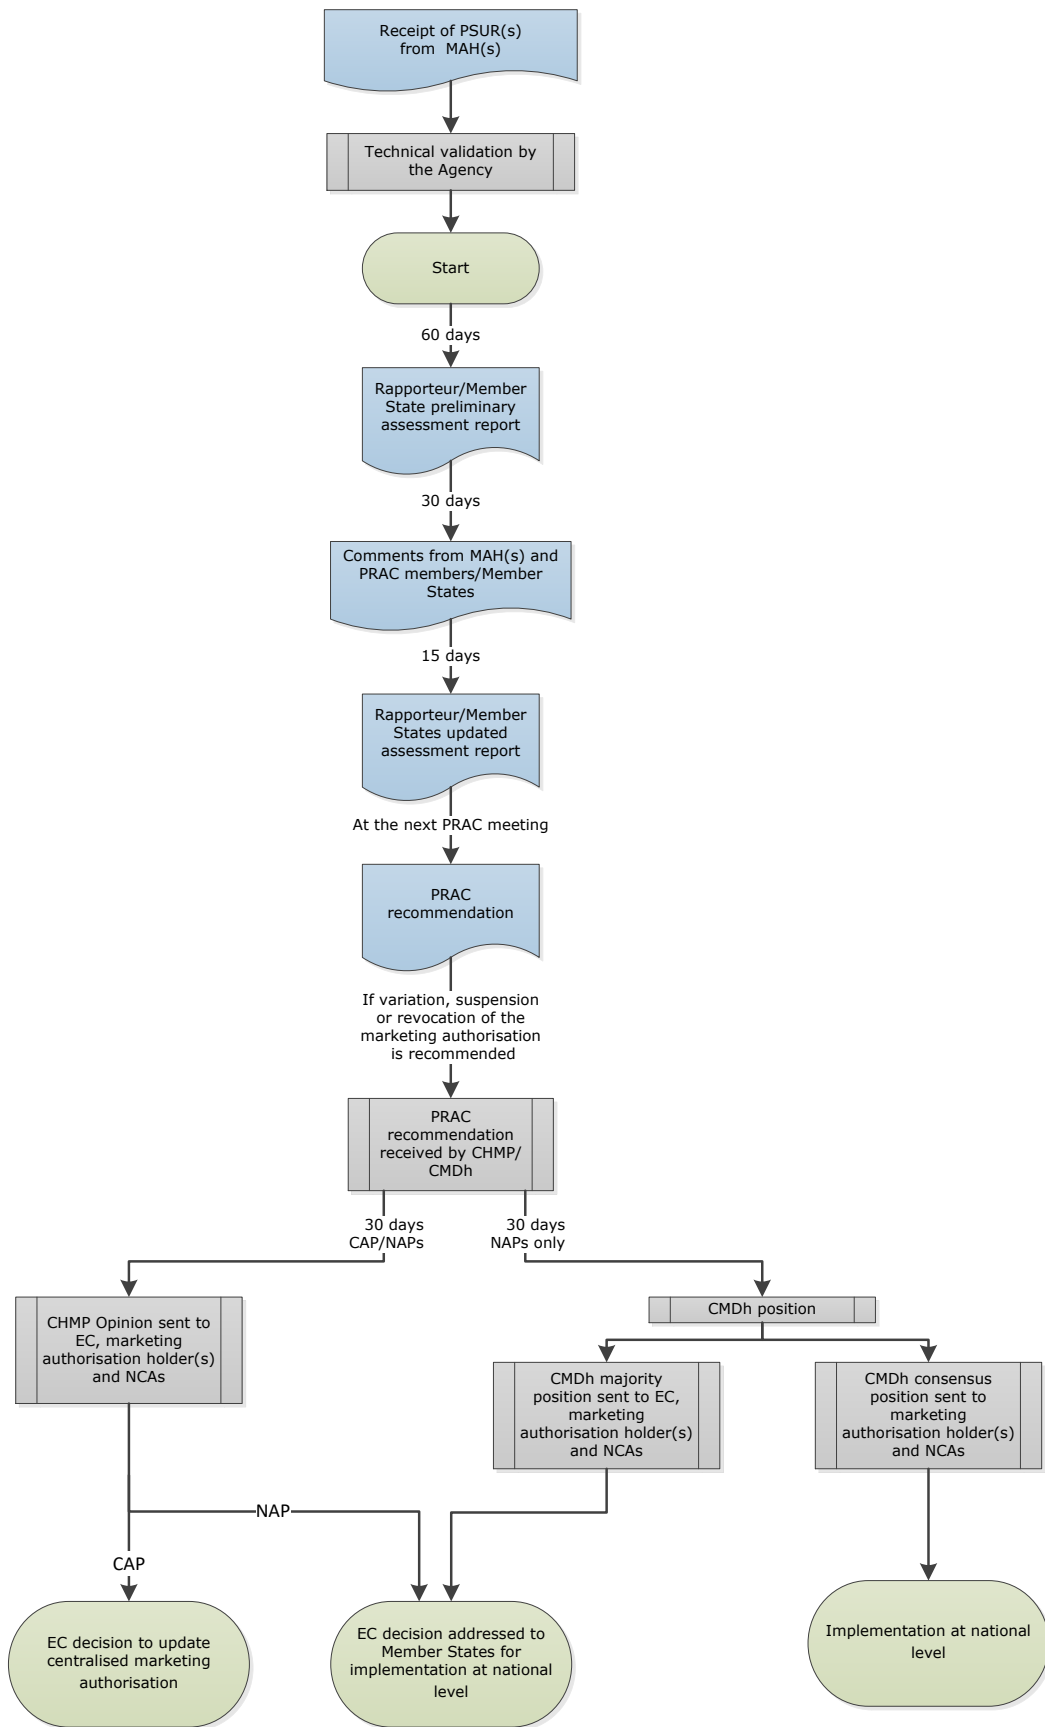 Receipt of PSUR(s)
from MAH(s)
Technical validation by
the Agency
Start
60 days
Rapporteur/Member
State preliminary
assessment report
30 days
Comments from MAH(s) and
PRAC members/Member
States
15 days
Rapporteur/Member
States updated
assessment report
At the next PRAC meeting
PRAC
recommendation
If variation, suspension
or revocation of the
marketing authorisation
is recommended
PRAC
recommendation
received by CHMP/
CMDh
30 days
CAP/NAPs
30 days
NAPs only
CHMP Opinion sent to
EC, marketing
authorisation holder(s)
and NCAs
CMDh position
CMDh majority
position sent to EC,
marketing
authorisation holder(s)
and NCAs
CMDh consensus
position sent to
marketing
authorisation holder(s)
and NCAs
NAP
CAP
EC decision to update
centralised marketing
authorisation
EC decision addressed to
Member States for
implementation at national
level
Implementation at national
level